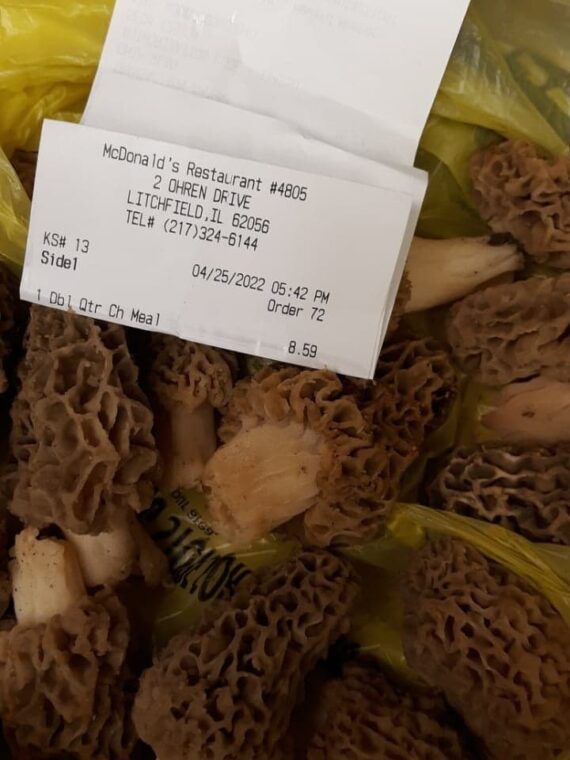 McDonald's Restaurant #4805
2 OHREN DRIVE
LITCHFIELD,IL 62056
TEL# (217)324-6144
KS# 13
Side1
04/25/2022 05:42 PM
Order 72
1 Dbl Qtr Ch Meal
8.59